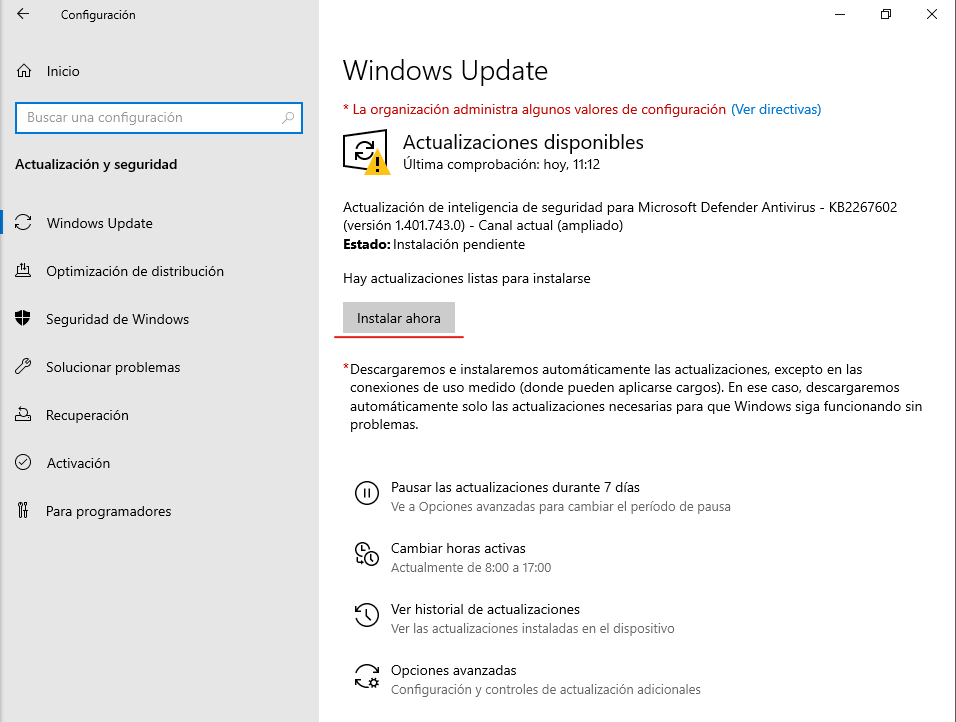 Configuración
Inicio
Buscar una configuración
Actualización y seguridad
Windows Update
Optimización de distribución
Seguridad de Windows
Solucionar problemas
Recuperación
Activación
Para programadores
Windows Update
* La organización administra algunos valores de configuración (Ver directivas)
Actualizaciones disponibles
Última comprobación: hoy, 11:12
Actualización de inteligencia de seguridad para Microsoft Defender Antivirus - KB2267602
(versión 1.401.743.0) - Canal actual (ampliado)
Estado: Instalación pendiente
Hay actualizaciones listas para instalarse
Instalar ahora
*Descargaremos e instalaremos automáticamente las actualizaciones, excepto en las
conexiones de uso medido (donde pueden aplicarse cargos). En ese caso, descargaremos
automáticamente solo las actualizaciones necesarias para que Windows siga funcionando sin
problemas.
Pausar las actualizaciones durante 7 días
Ve a Opciones avanzadas para cambiar el período de pausa
Cambiar horas activas
Actualmente de 8:00 a 17:00
Ver historial de actualizaciones
Ver las actualizaciones instaladas en el dispositivo
Opciones avanzadas
Configuración y controles de actualización adicionales